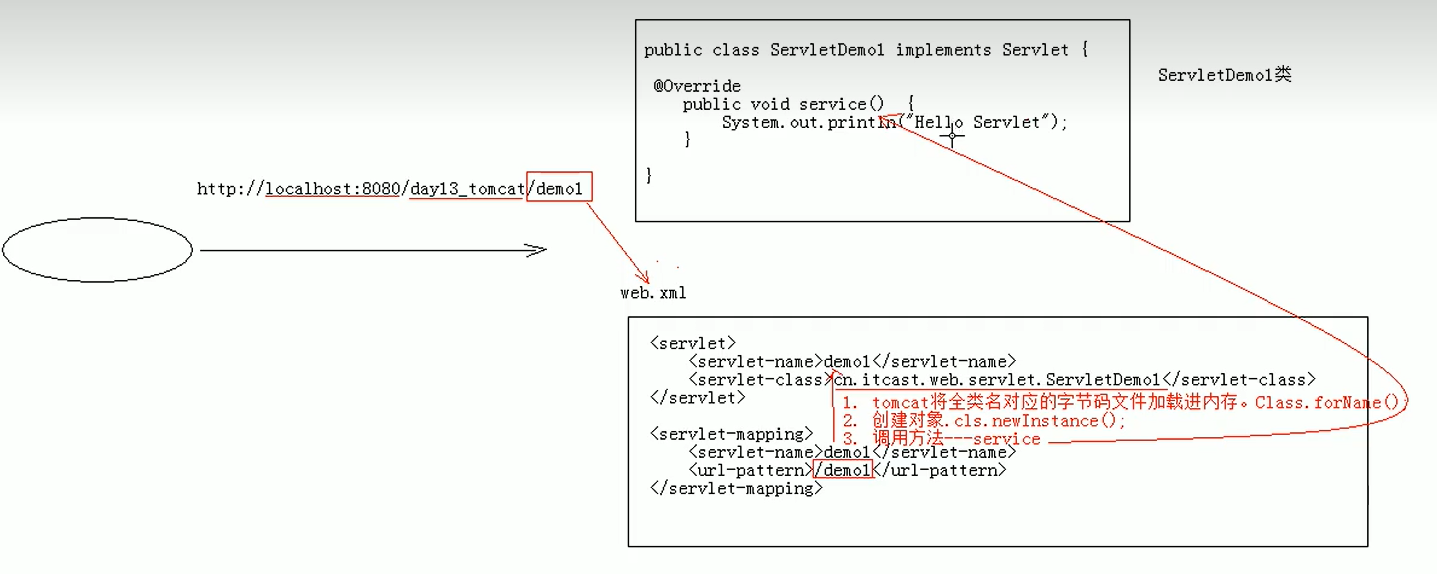 public class ServletDemo1 implements Servlet {
@Override
public void service() {
System.out.println("Hello Servlet");
}
}
ServletDemo1类
http://localhost:8080/day13_tomcat/demo1
web.xml
<servlet>
<servlet-name>demo1</servlet-name>
<servlet-class>cn.itcast.web.servlet.ServletDemo1</servlet-class>
</servlet>
1. tomcat将全类名对应的字节码文件加载进内存。Class.forName();
2. 创建对象.cls.newInstance();
3. 调用方法---service
<servlet-mapping>
<servlet-name>demo1</servlet-name>
<url-pattern>/demo1</url-pattern>
</servlet-mapping>